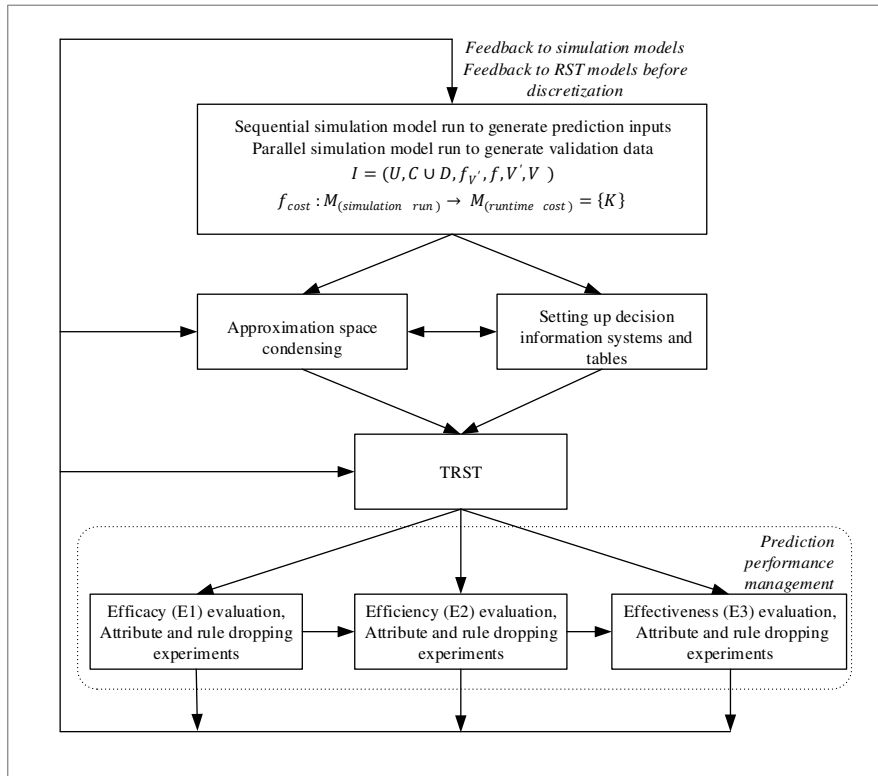 Feedback to simulation models
Feedback to RST models before
discretization
Sequential simulation model run to generate prediction inputs
Parallel simulation model run to generate validation data
I = (U, C ∪ D, f_{V'}, f, V', V )
f_{cost} : M_{(simulation run)} → M_{(runtime cost)} = {K}
Approximation space
condensing
Setting up decision
information systems and
tables
TRST
Prediction
performance
management
Efficacy (E1) evaluation,
Attribute and rule dropping
experiments
Efficiency (E2) evaluation,
Attribute and rule dropping
experiments
Effectiveness (E3) evaluation,
Attribute and rule dropping
experiments